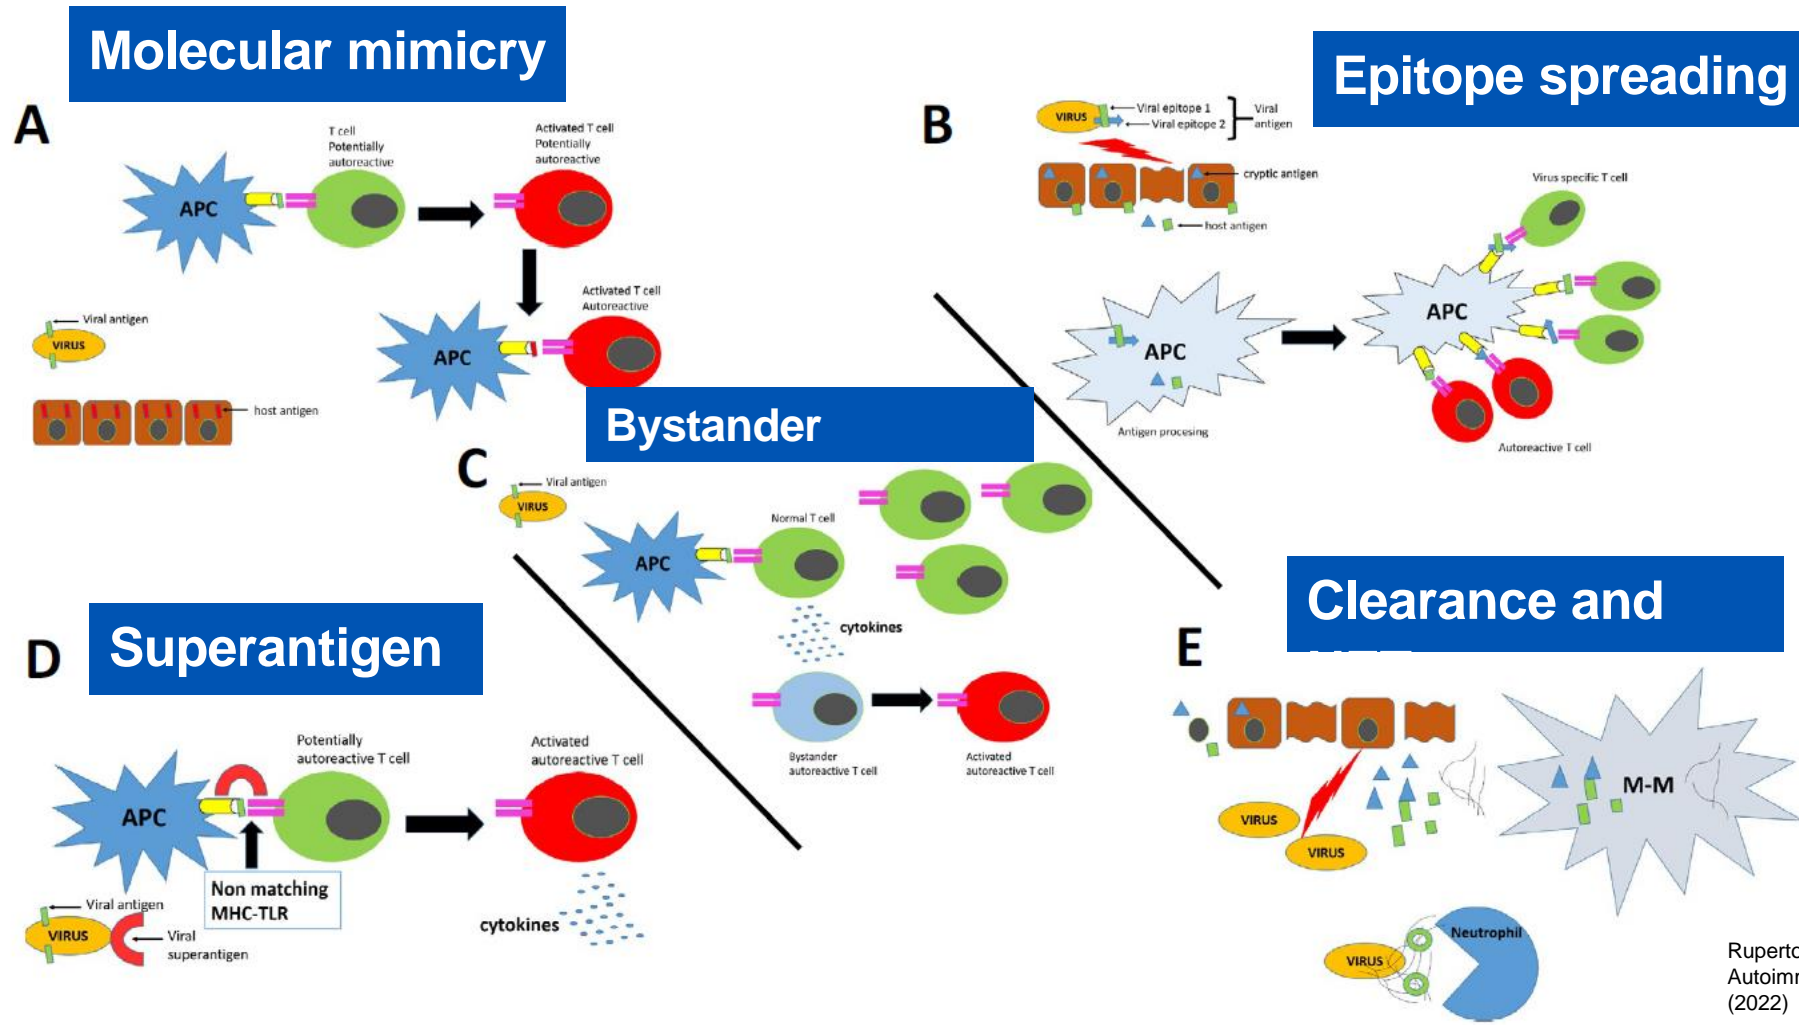 Molecular mimicry
A
T cell
Potentially
autoreactive
Activated T cell
Potentially
autoreactive
APC
Activated T cell
Autoreactive
APC
Viral antigen
VIRUS
host antigen
Epitope spreading
B
VIRUS
Viral epitope 1
Viral epitope 2
Viral
antigen
cryptic antigen
host antigen
Virus specific T cell
APC
APC
Antigen procesing
Autoreactive T cell
Bystander
C
Viral antigen
VIRUS
Normal T cell
APC
cytokines
Bystander
autoreactive T cell
Activated
autoreactive T cell
Superantigen
D
Potentially
autoreactive T cell
Activated
autoreactive T cell
APC
Non matching
MHC-TLR
Viral antigen
VIRUS
Viral
superantigen
cytokines
Clearance and
E
M-M
VIRUS
VIRUS
Neutrophil
VIRUS
(2022)